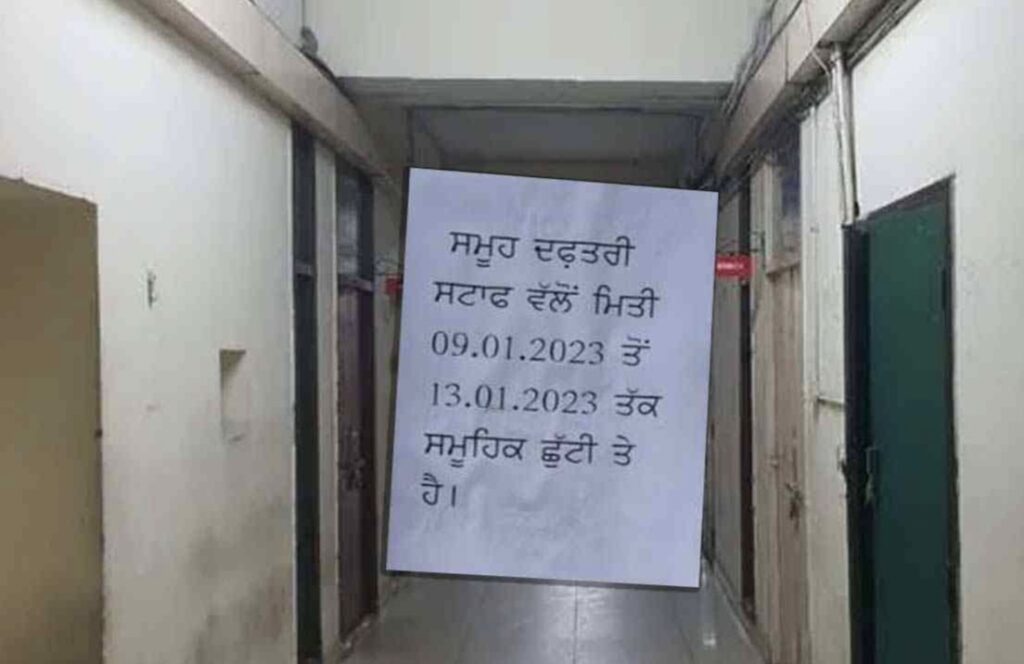 ਸਮੂਹ ਦਫ਼ਤਰੀ
ਸਟਾਫ ਵੱਲੋਂ ਮਿਤੀ
09.01.2023 ਤੋਂ
13.01.2023 ਤੱਕ
ਸਮੂਹਿਕ ਛੁੱਟੀ ਤੇ
ਹੈ।